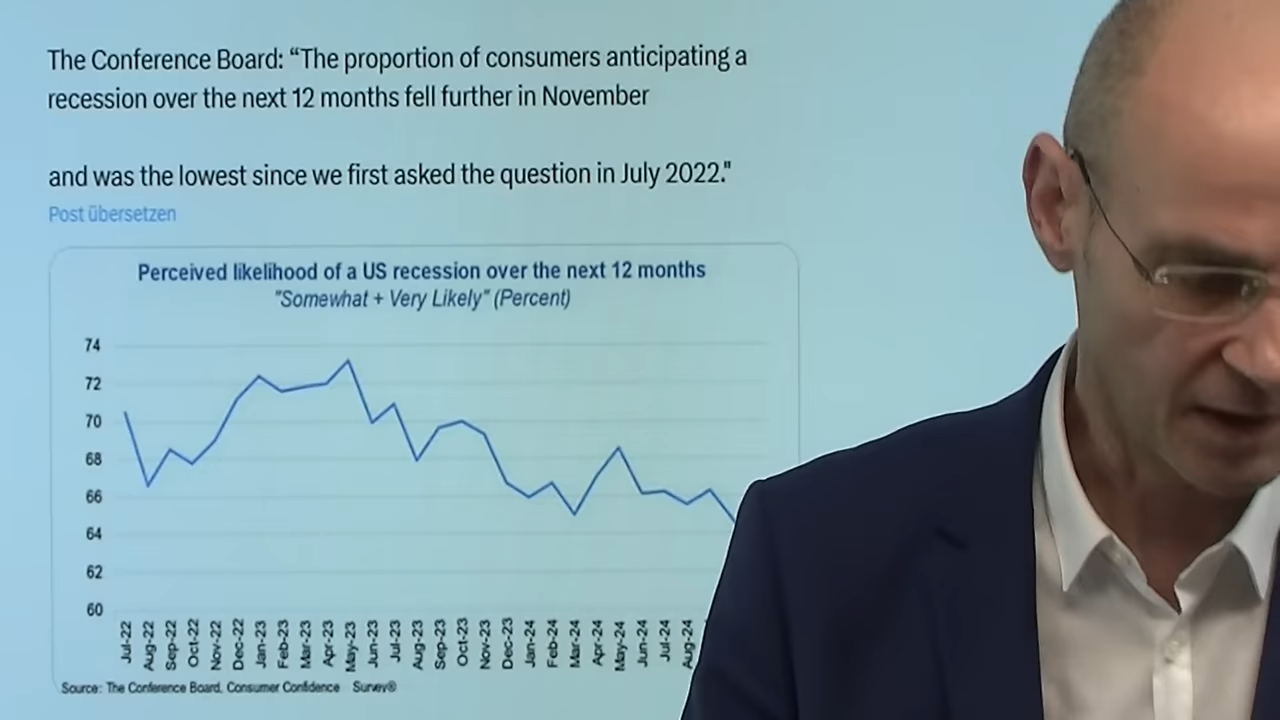 The Conference Board: “The proportion of consumers anticipating a
recession over the next 12 months fell further in November
and was the lowest since we first asked the question in July 2022."
Post übersetzen
Perceived likelihood of a US recession over the next 12 months
"Somewhat + Very Likely" (Percent)
74
72
70
68
66
64
62
60
Jul-22
Aug-22
Sep-22
Oct-22
Nov-22
Dec-22
Jan-23
Feb-23
Mar-23
Apr-23
May-23
Jun-23
Jul-23
Aug-23
Sep-23
Oct-23
Nov-23
Dec-23
Jan-24
Feb-24
Mar-24
Apr-24
May-24
Jun-24
Jul-24
Aug-24
Source: The Conference Board, Consumer Confidence Survey®